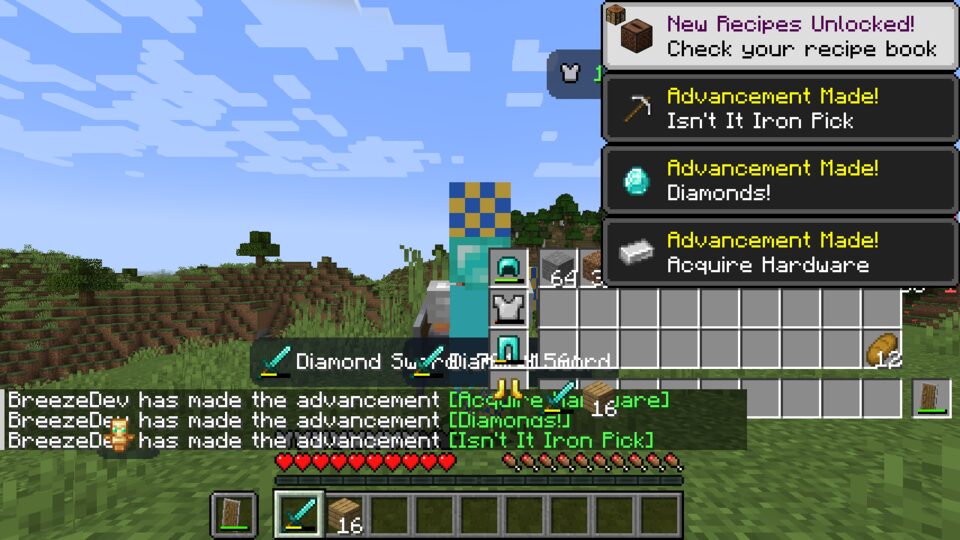 New Recipes Unlocked!
Check your recipe book
Advancement Made!
Isn't It Iron Pick
Advancement Made!
Diamonds!
Advancement Made!
Acquire Hardware
64
12
Diamond Sword
BreezeDev has made the advancement [Acquire Hardware]
BreezeDev has made the advancement [Diamonds!]
BreezeDev has made the advancement [Isn't It Iron Pick]
16
16